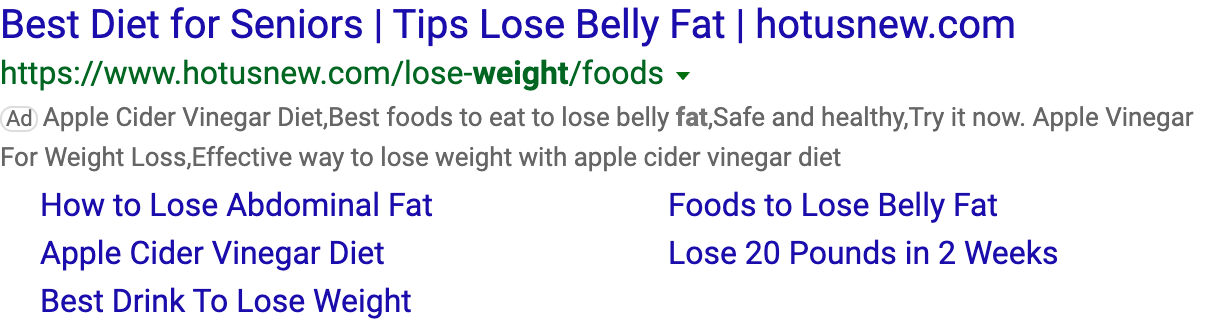 Best Diet for Seniors | Tips Lose Belly Fat | hotusnew.com
https://www.hotusnew.com/lose-weight/foods
Ad Apple Cider Vinegar Diet,Best foods to eat to lose belly fat,Safe and healthy,Try it now. Apple Vinegar
For Weight Loss,Effective way to lose weight with apple cider vinegar diet
How to Lose Abdominal Fat Foods to Lose Belly Fat
Apple Cider Vinegar Diet Lose 20 Pounds in 2 Weeks
Best Drink To Lose Weight